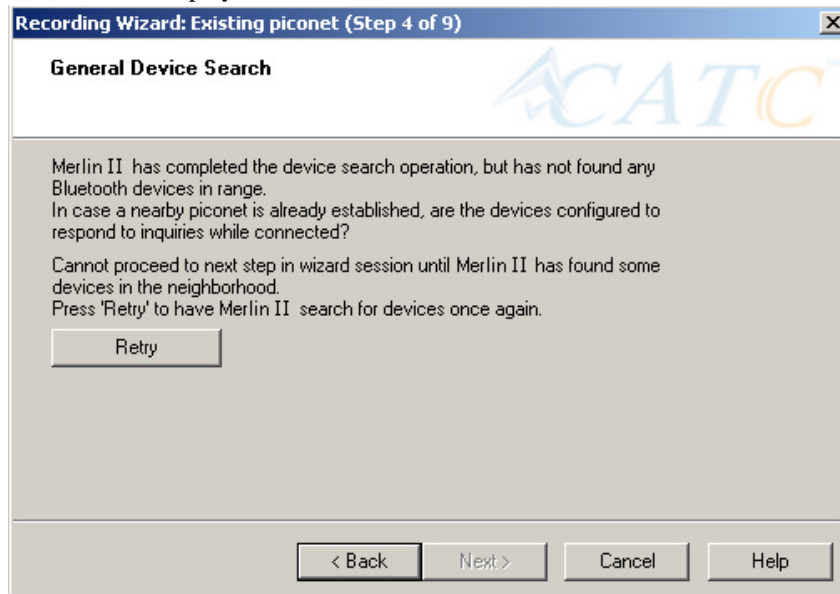 Recording Wizard: Existing piconet (Step 4 of 9)
General Device Search
CATC
Merlin II has completed the device search operation, but has not found any
Bluetooth devices in range.
In case a nearby piconet is already established, are the devices configured to
respond to inquiries while connected?
Cannot proceed to next step in wizard session until Merlin II has found some
devices in the neighborhood.
Press 'Retry' to have Merlin II search for devices once again.
Retry
< Back Next > Cancel Help